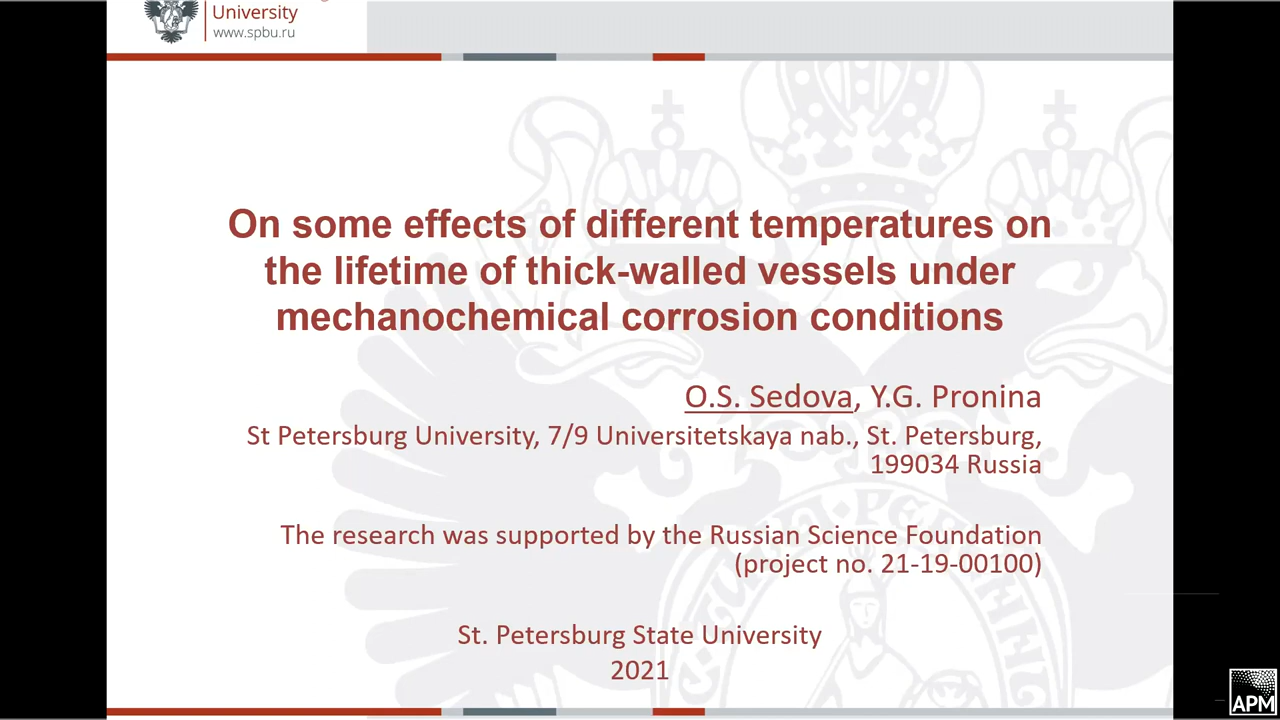 University
www.spbu.ru
On some effects of different temperatures on
the lifetime of thick-walled vessels under
mechanochemical corrosion conditions
O.S. Sedova, Y.G. Pronina
St Petersburg University, 7/9 Universitetskaya nab., St. Petersburg,
199034 Russia
The research was supported by the Russian Science Foundation
(project no. 21-19-00100)
St. Petersburg State University
2021
APM